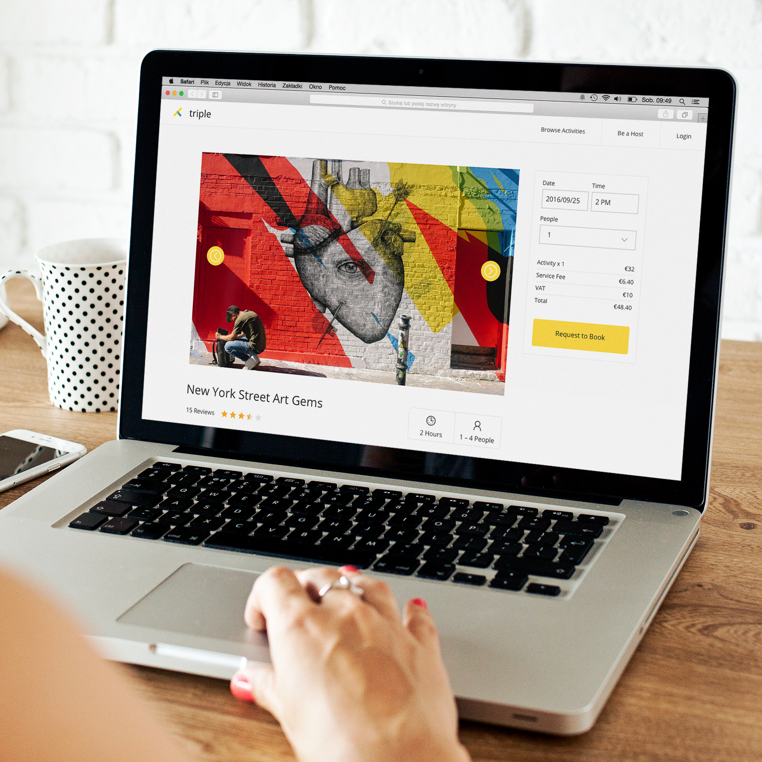 Safari Plik Edycja Widok Historia Zakładki Okno Pomoc
Sob. 09:49
Szukaj lub podaj nazwę witryny
triple
Browse Activities
Be a Host
Login
Date
Time
2016/09/25
2 PM
People
1
Activity x 1
€32
Service Fee
€6.40
VAT
€10
Total
€48.40
Request to Book
New York Street Art Gems
15 Reviews
2 Hours
1 – 4 People